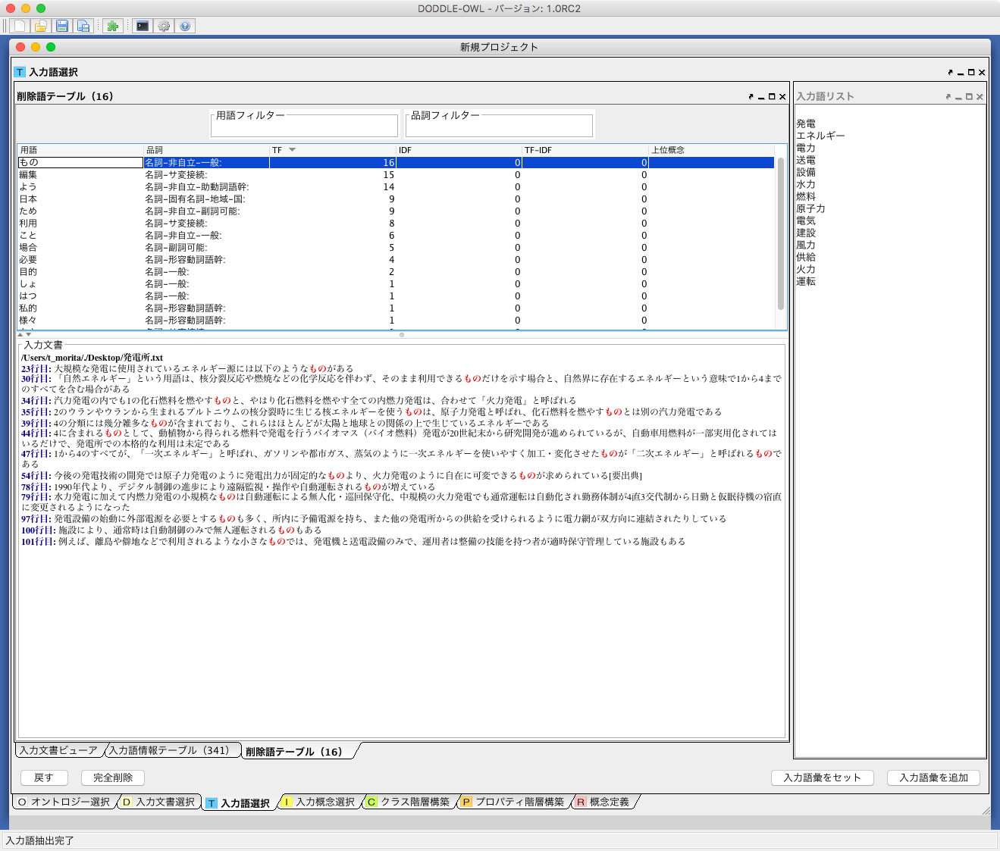 DODDLE-OWL - バージョン: 1.0RC2
新規プロジェクト
T 入力語選択
削除語テーブル（16）
入力語リスト
用語フィルター
品詞フィルター
用語 品詞 TF IDF TF-IDF 上位概念
もの 名詞-非自立-一般: 16 0 0
編集 名詞-サ変接続: 15 0 0
よう 名詞-非自立-助動詞語幹: 14 0 0
日本 名詞-固有名詞-地域-国: 9 0 0
ため 名詞-非自立-副詞可能: 9 0 0
利用 名詞-サ変接続: 8 0 0
こと 名詞-非自立-一般: 6 0 0
場合 名詞-副詞可能: 5 0 0
必要 名詞-形容動詞語幹: 4 0 0
目的 名詞-一般: 2 0 0
しょ 名詞-一般: 1 0 0
はつ 名詞-一般: 1 0 0
私的 名詞-形容動詞語幹: 1 0 0
様々 名詞-形容動詞語幹: 1 0 0
発電
エネルギー
電力
送電
設備
水力
燃料
原子力
電気
建設
風力
供給
火力
運転
入力文書
/Users/t_morita/./Desktop/発電所.txt
23行目: 大規模な発電に使用されているエネルギー源には以下のようなものがある
30行目: 「自然エネルギー」という用語は、核分裂反応や燃焼などの化学反応を伴わず、そのまま利用できるものだけを示す場合と、自然界に存在するエネルギーという意味で1から4まで
のすべてを含む場合がある
34行目: 汽力発電の内でも1の化石燃料を燃やすものと、やはり化石燃料を燃やす全ての内燃力発電は、合わせて「火力発電」と呼ばれる
35行目: 2のウランやウランから生まれるプルトニウムの核分裂時に生じる核エネルギーを使うものは、原子力発電と呼ばれ、化石燃料を燃やすものとは別の汽力発電である
39行目: 4の分類には幾分雑多なものが含まれており、これらはほとんどが太陽と地球との関係の上で生じているエネルギーである
44行目: 4に含まれるものとして、動植物から得られる燃料で発電を行うバイオマス（バイオ燃料）発電が20世紀末から研究開発が進められているが、自動車用燃料が一部実用化されては
いるだけで、発電所での本格的な利用は未定である
47行目: 1から4のすべてが、「一次エネルギー」と呼ばれ、ガソリンや都市ガス、蒸気のように一次エネルギーを使いやすく加工・変化させたものが「二次エネルギー」と呼ばれるもので
ある
54行目: 今後の発電技術の開発では原子力発電のように発電出力が固定的なものより、火力発電のように自在に可変できるものが求められている[要出典]
78行目: 1990年代より、デジタル制御の進歩により遠隔監視・操作や自動運転されるものが増えている
79行目: 水力発電に加えて内燃力発電の小規模なものは自動運転による無人化・巡回保守化、中規模の火力発電でも通常運転は自動化され勤務体制が4直3交代制から日勤と仮眠待機の宿直
に変更されるようになった
97行目: 発電設備の始動に外部電源を必要とするものも多く、所内に予備電源を持ち、また他の発電所からの供給を受けられるように電力網が双方向に連結されたりしている
100行目: 施設により、通常時は自動制御のみで無人運転されるものもある
101行目: 例えば、離島や僻地などで利用されるような小さなものでは、発電機と送電設備のみで、運用者は整備の技能を持つ者が適時保守管理している施設もある
入力文書ビューア 入力語情報テーブル（341） 削除語テーブル（16）
戻す 完全削除 入力語彙をセット 入力語彙を追加
O オントロジー選択 D 入力文書選択 T 入力語選択 I 入力概念選択 C クラス階層構築 P プロパティ階層構築 R 概念定義
入力語抽出完了